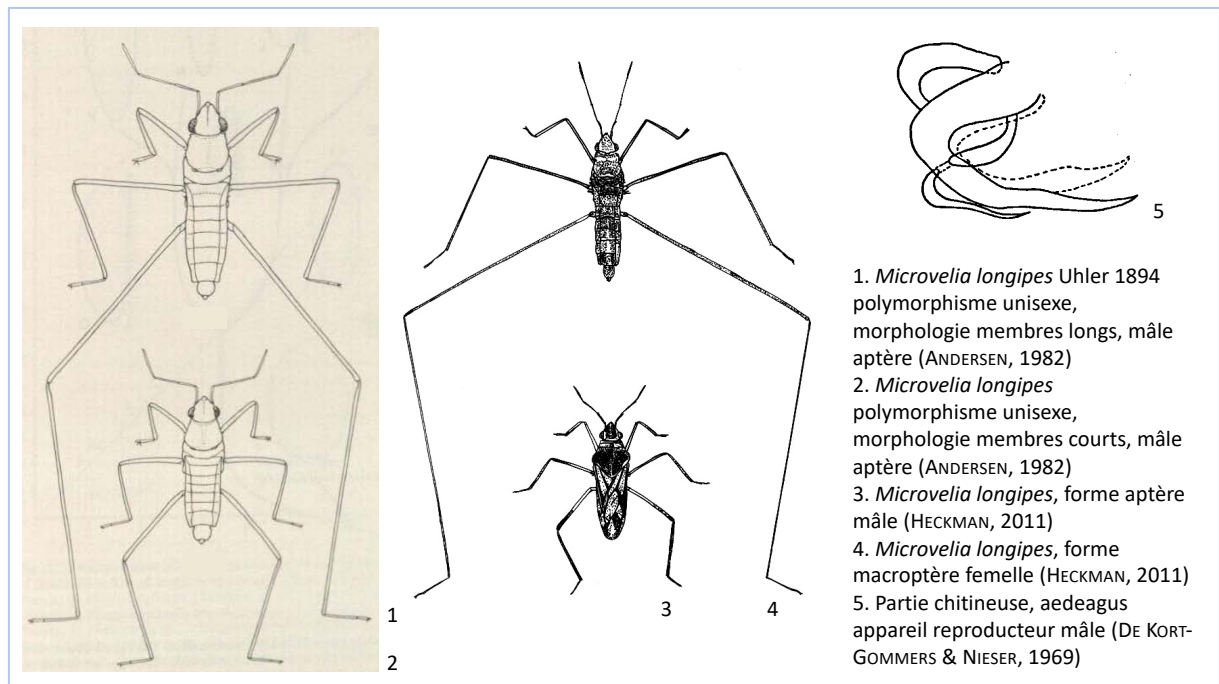 5
1. Microvelia longipes Uhler 1894
polymorphisme unisexe,
morphologie membres longs, mâle
aptère (ANDERSEN, 1982)
2. Microvelia longipes
polymorphisme unisexe,
morphologie membres courts, mâle
aptère (ANDERSEN, 1982)
3. Microvelia longipes, forme aptère
mâle (HECKMAN, 2011)
4. Microvelia longipes, forme
macroptère femelle (HECKMAN, 2011)
5. Partie chitineuse, aedeagus
appareil reproducteur mâle (DE KORT-
GOMMERS & NIESER, 1969)
1
3
4
2